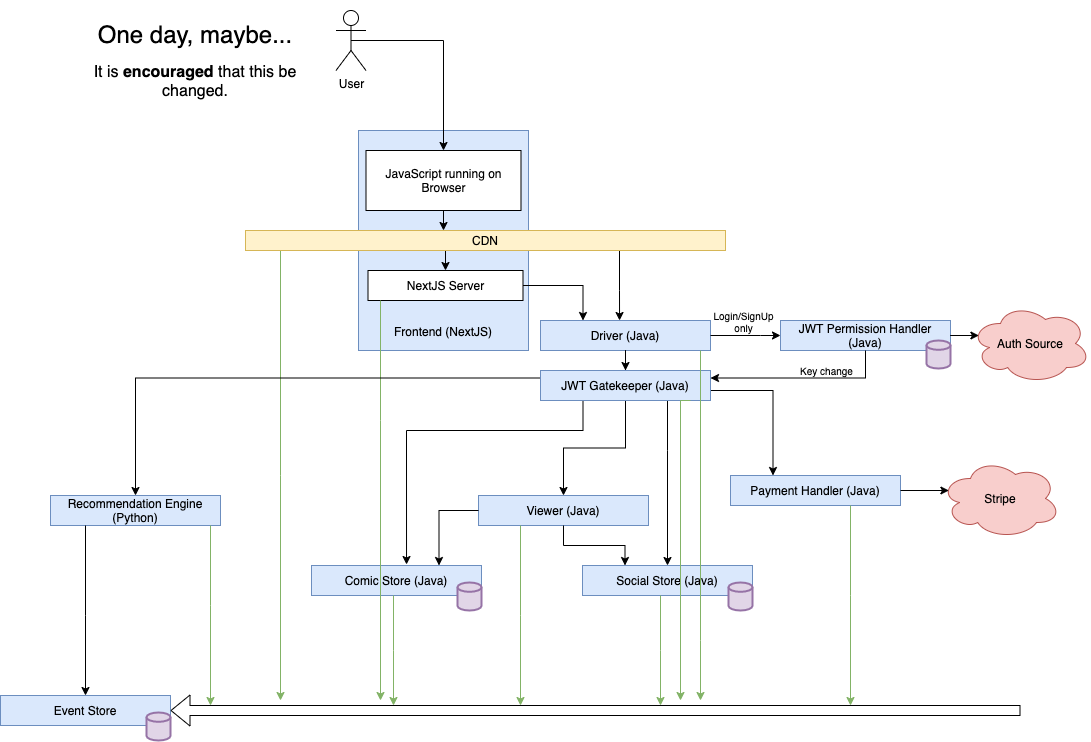 One day, maybe...
It is encouraged that this be
changed.
User
JavaScript running on
Browser
CDN
NextJS Server
Frontend (NextJS)
Driver (Java)
Login/SignUp
only
JWT Permission Handler
(Java)
Auth Source
Key change
JWT Gatekeeper (Java)
Recommendation Engine
(Python)
Viewer (Java)
Payment Handler (Java)
Stripe
Comic Store (Java)
Social Store (Java)
Event Store